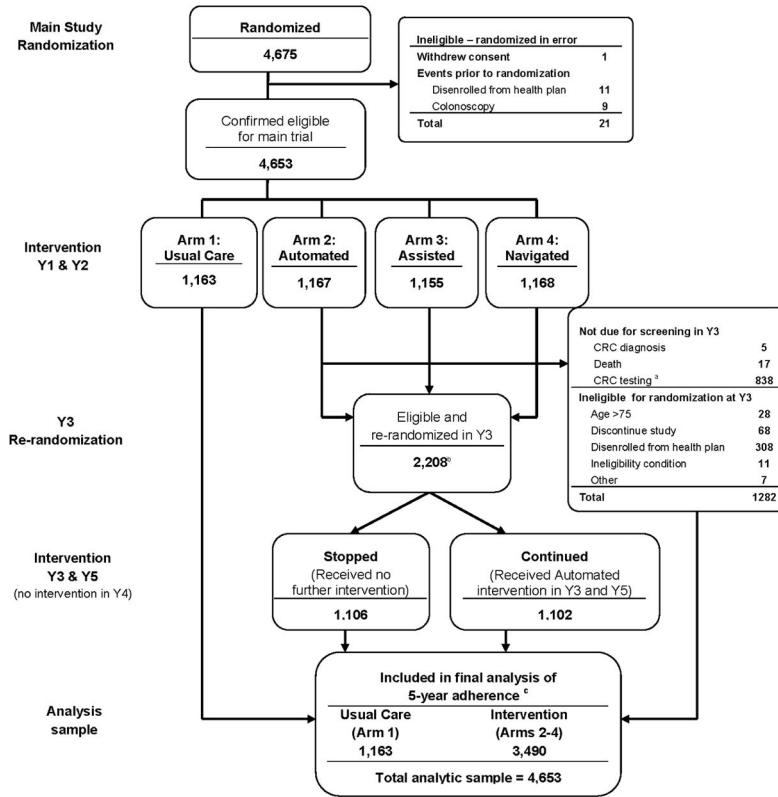 Main Study
Randomization
Randomized
4,675
Ineligible – randomized in error
Withdrew consent 1
Events prior to randomization
Disenrolled from health plan 11
Colonoscopy 9
Total 21
Confirmed eligible
for main trial
4,653
Intervention
Y1 & Y2
Arm 1:
Usual Care
1,163
Arm 2:
Automated
1,167
Arm 3:
Assisted
1,155
Arm 4:
Navigated
1,168
Not due for screening in Y3
CRC diagnosis 5
Death 17
CRC testing a 838
Ineligible for randomization at Y3
Age >75 28
Discontinue study 68
Disenrolled from health plan 308
Ineligibility condition 11
Other 7
Total 1282
Y3
Re-randomization
Eligible and
re-randomized in Y3
2,208b
Intervention
Y3 & Y5
(no intervention in Y4)
Stopped
(Received no
further intervention)
1,106
Continued
(Received Automated
intervention in Y3 and Y5)
1,102
Analysis
sample
Included in final analysis of
5-year adherence c
Usual Care
(Arm 1)
1,163
Intervention
(Arms 2-4)
3,490
Total analytic sample = 4,653